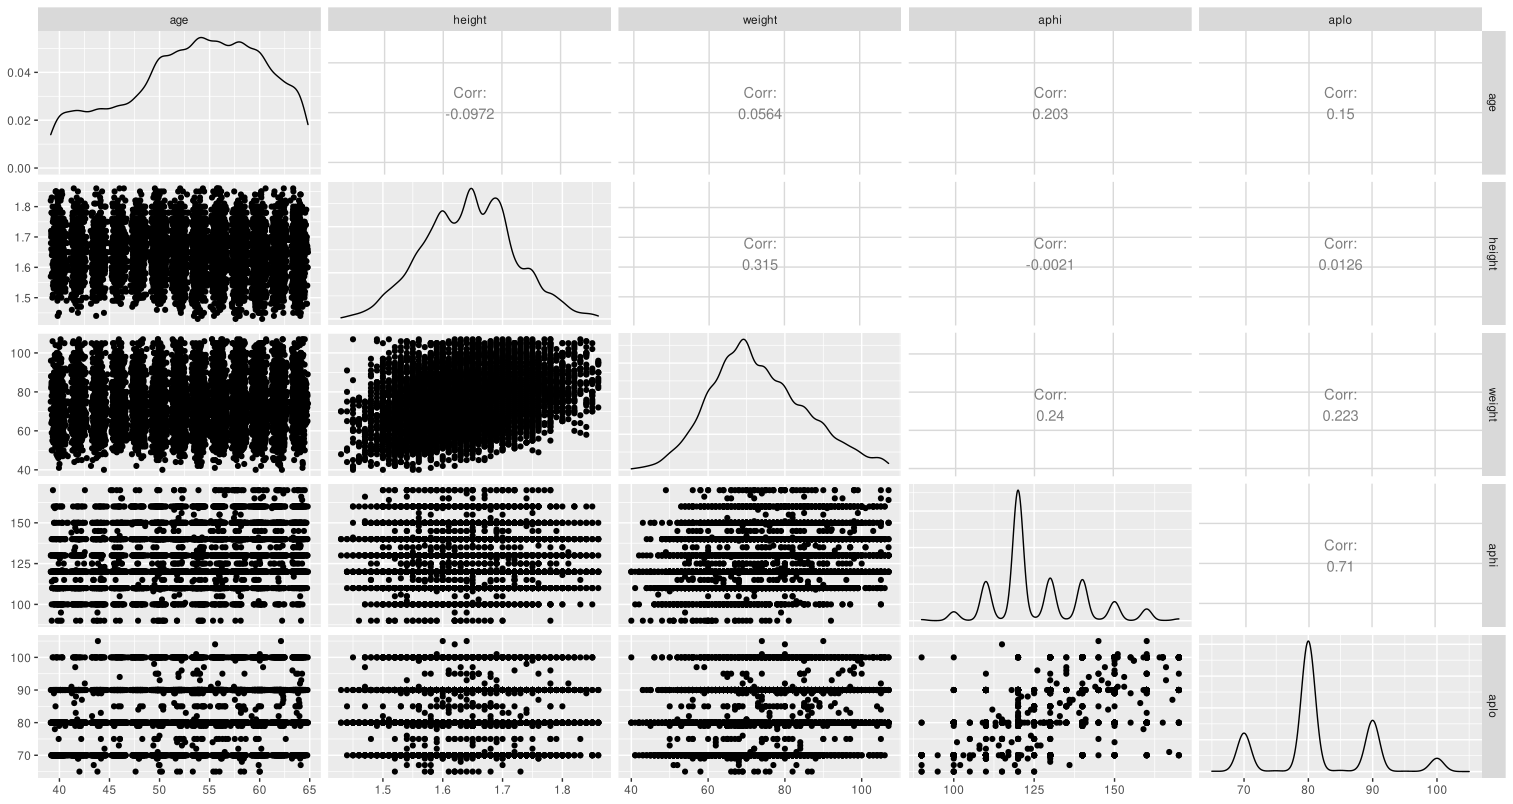 age height weight aphi aplo
0.04
0.02
0.00
Corr:
-0.0972
Corr:
0.0564
Corr:
0.203
Corr:
0.15
age
1.8
1.7
1.6
1.5
Corr:
0.315
Corr:
-0.0021
Corr:
0.0126
height
100
80
60
40
Corr:
0.24
Corr:
0.223
weight
150
125
100
Corr:
0.71
aphi
100
90
80
70
aplo
40 45 50 55 60 65 1.5 1.6 1.7 1.8 40 60 80 100 100 125 150 70 80 90 100